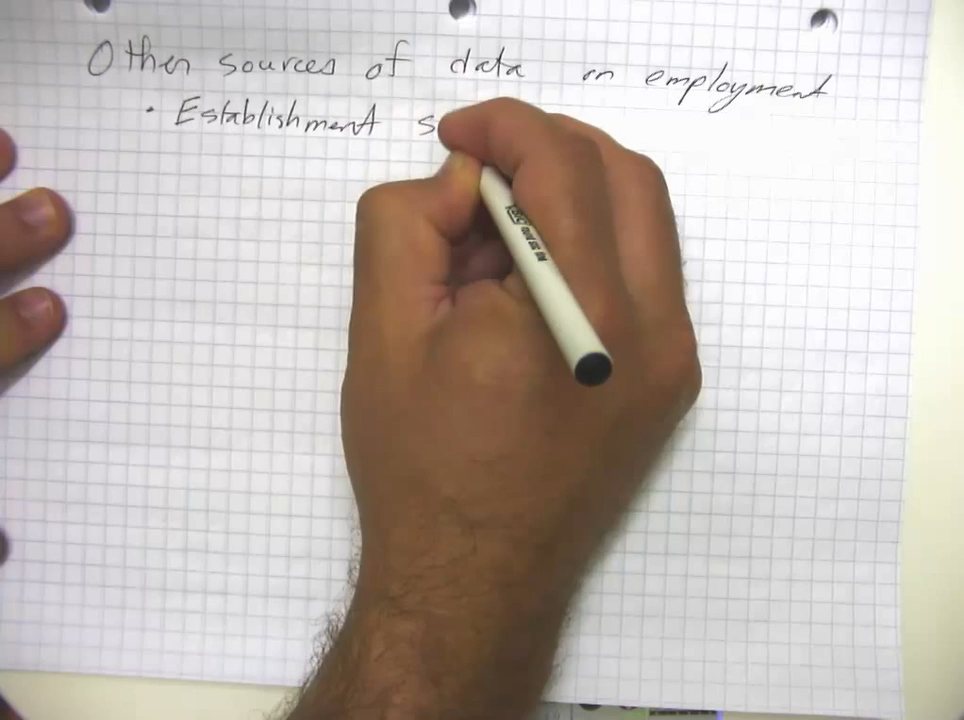 Other sources of data on employment
• Establishment s